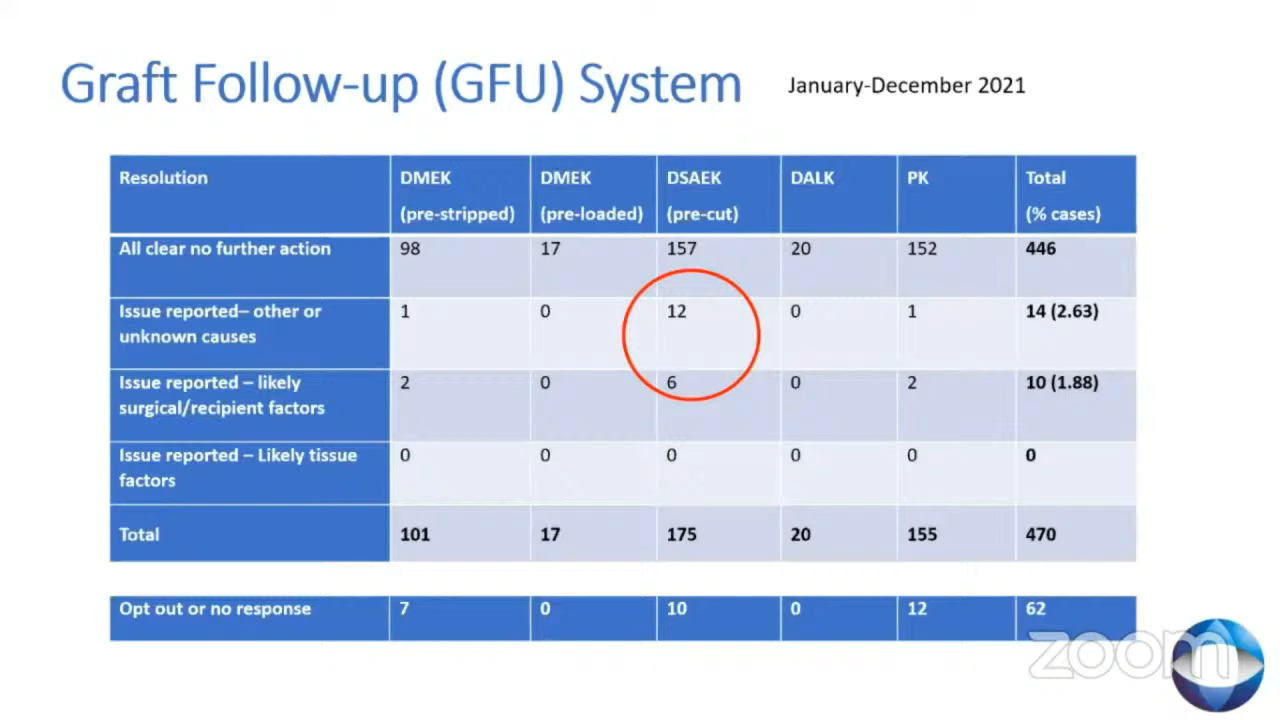 Graft Follow-up (GFU) System
January-December 2021
Resolution DMEK DMEK DSAEK DALK PK Total
(pre-stripped) (pre-loaded) (pre-cut) (% cases)
All clear no further action 98 17 157 20 152 446
Issue reported– other or 1 0 12 0 1 14 (2.63)
unknown causes
Issue reported – likely 2 0 6 0 2 10 (1.88)
surgical/recipient factors
Issue reported – Likely tissue 0 0 0 0 0 0
factors
Total 101 17 175 20 155 470
Opt out or no response 7 0 10 0 12 62
zoom